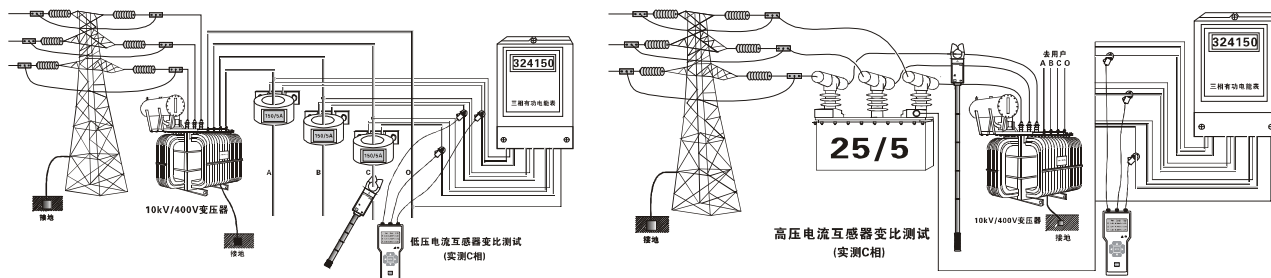 324150
三相有功电能表
150/5A
150/5A
150/5A
A
B
C
O
接地
10kV/400V变压器
接地
低压电流互感器变比测试
(实测C相)
324150
三相有功电能表
去用户
A B C O
25/5
接地
高压电流互感器变比测试
(实测C相)
10kV/400V变压器
接地